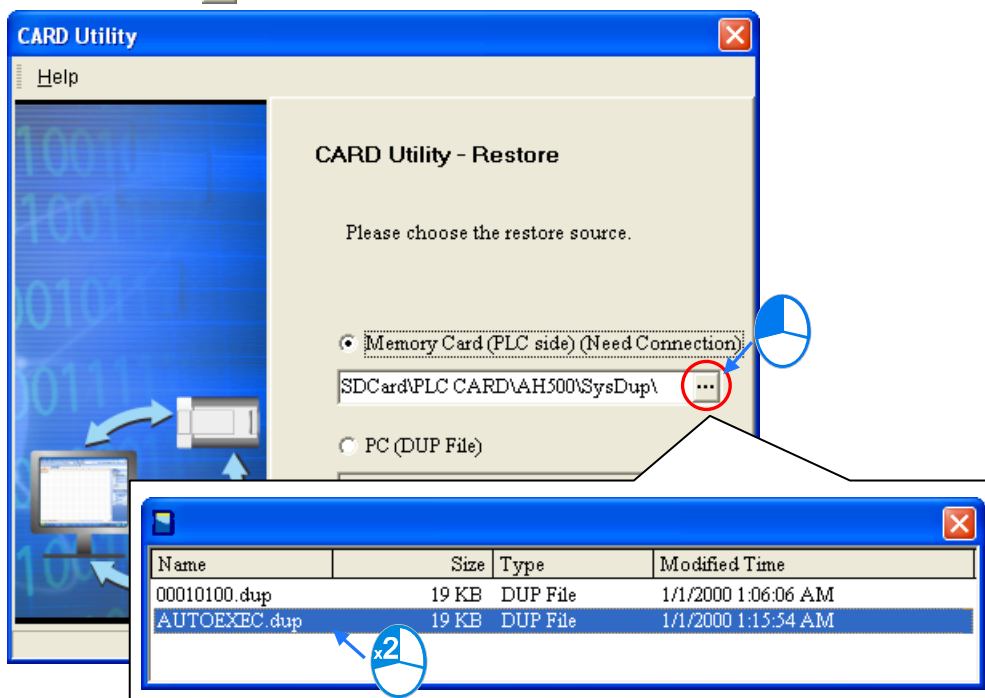 CARD Utility
Help
CARD Utility - Restore
Please choose the restore source.
Memory Card (PLC side) (Need Connection)
SDCard\PLC CARD\AH500\SysDup\ ...
PC (DUP File)
Name Size Type Modified Time
00010100.dup 19 KB DUP File 1/1/2000 1:06:06 AM
AUTOEXEC.dup 19 KB DUP File 1/1/2000 1:15:54 AM
x2